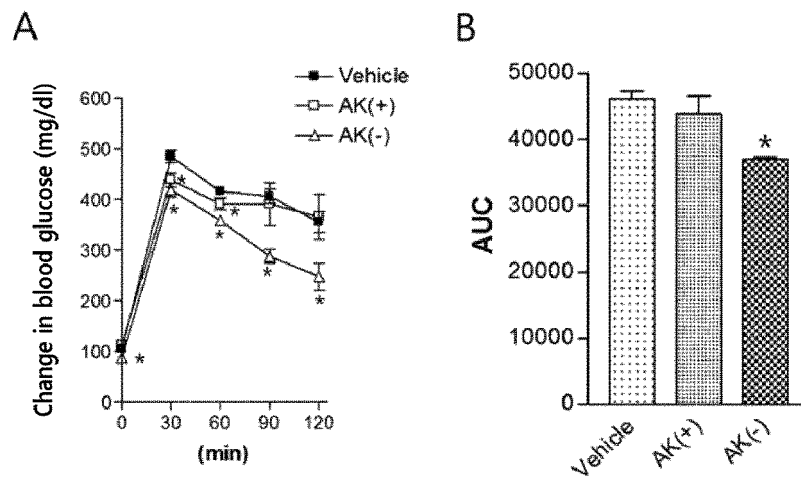 A
Vehicle
AK(+)
AK(-)
Change in blood glucose (mg/dl)
600
500
400
300
200
100
0
*
*
*
*
*
*
*
0 30 60 90 120
(min)
B
AUC
50000
40000
30000
20000
10000
0
*
Vehicle
AK(+)
AK(-)